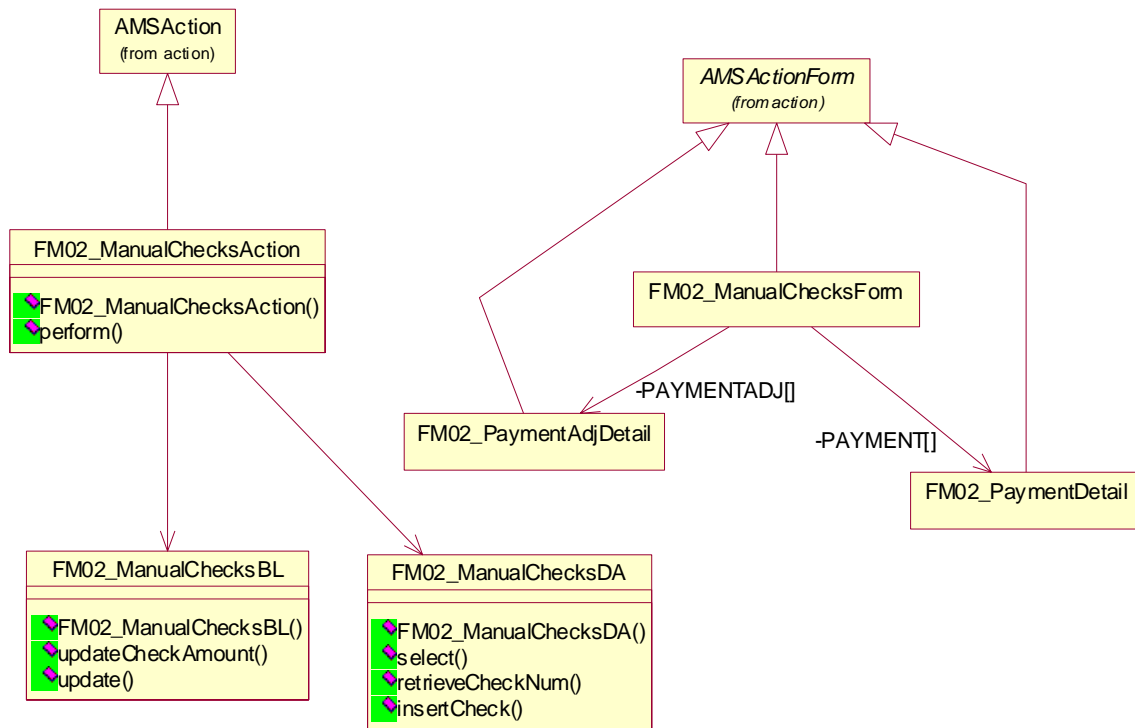 AMSAction
(from action)
AMSActionForm
(from action)
FM02_ManualChecksAction
FM02_ManualChecksAction()
perform()
FM02_ManualChecksForm
-PAYMENTADJ[]
FM02_PaymentAdjDetail
-PAYMENT[]
FM02_PaymentDetail
FM02_ManualChecksBL
FM02_ManualChecksBL()
updateCheckAmount()
update()
FM02_ManualChecksDA
FM02_ManualChecksDA()
select()
retrieveCheckNum()
insertCheck()